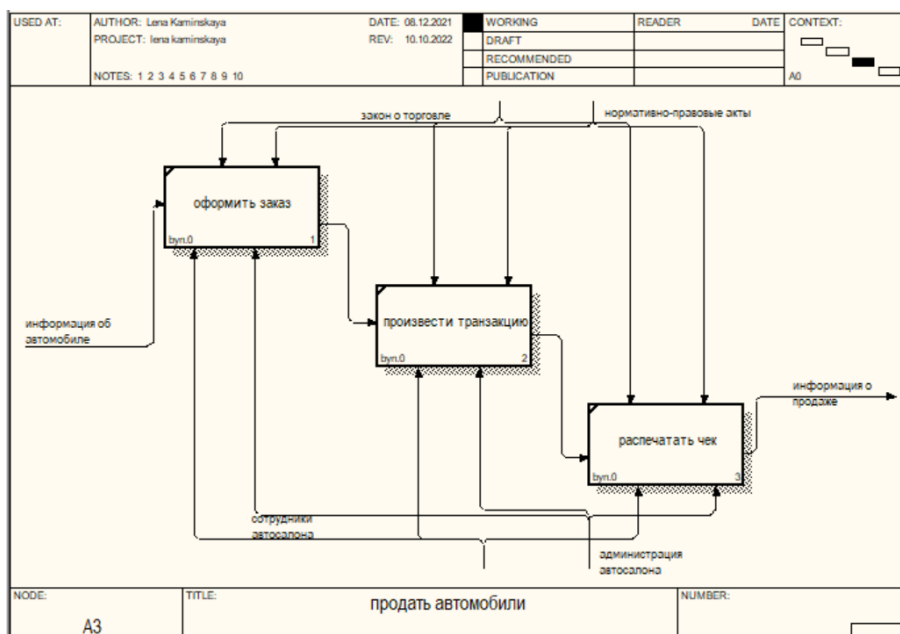 USED AT:
AUTHOR: Lena Kaminskaya
DATE: 08.12.2021
PROJECT: lena kaminskaya
REV: 10.10.2022
NOTES: 1 2 3 4 5 6 7 8 9 10
WORKING
DRAFT
RECOMMENDED
PUBLICATION
READER
DATE
CONTEXT:
A0
закон о торговле
нормативно-правовые акты
оформить заказ
byn.0
1
информация об
автомобиле
произвести транзакцию
byn.0
2
информация о
продаже
распечатать чек
byn.0
3
сотрудники
автосалона
администрация
автосалона
NODE:
A3
TITLE:
продать автомобили
NUMBER: